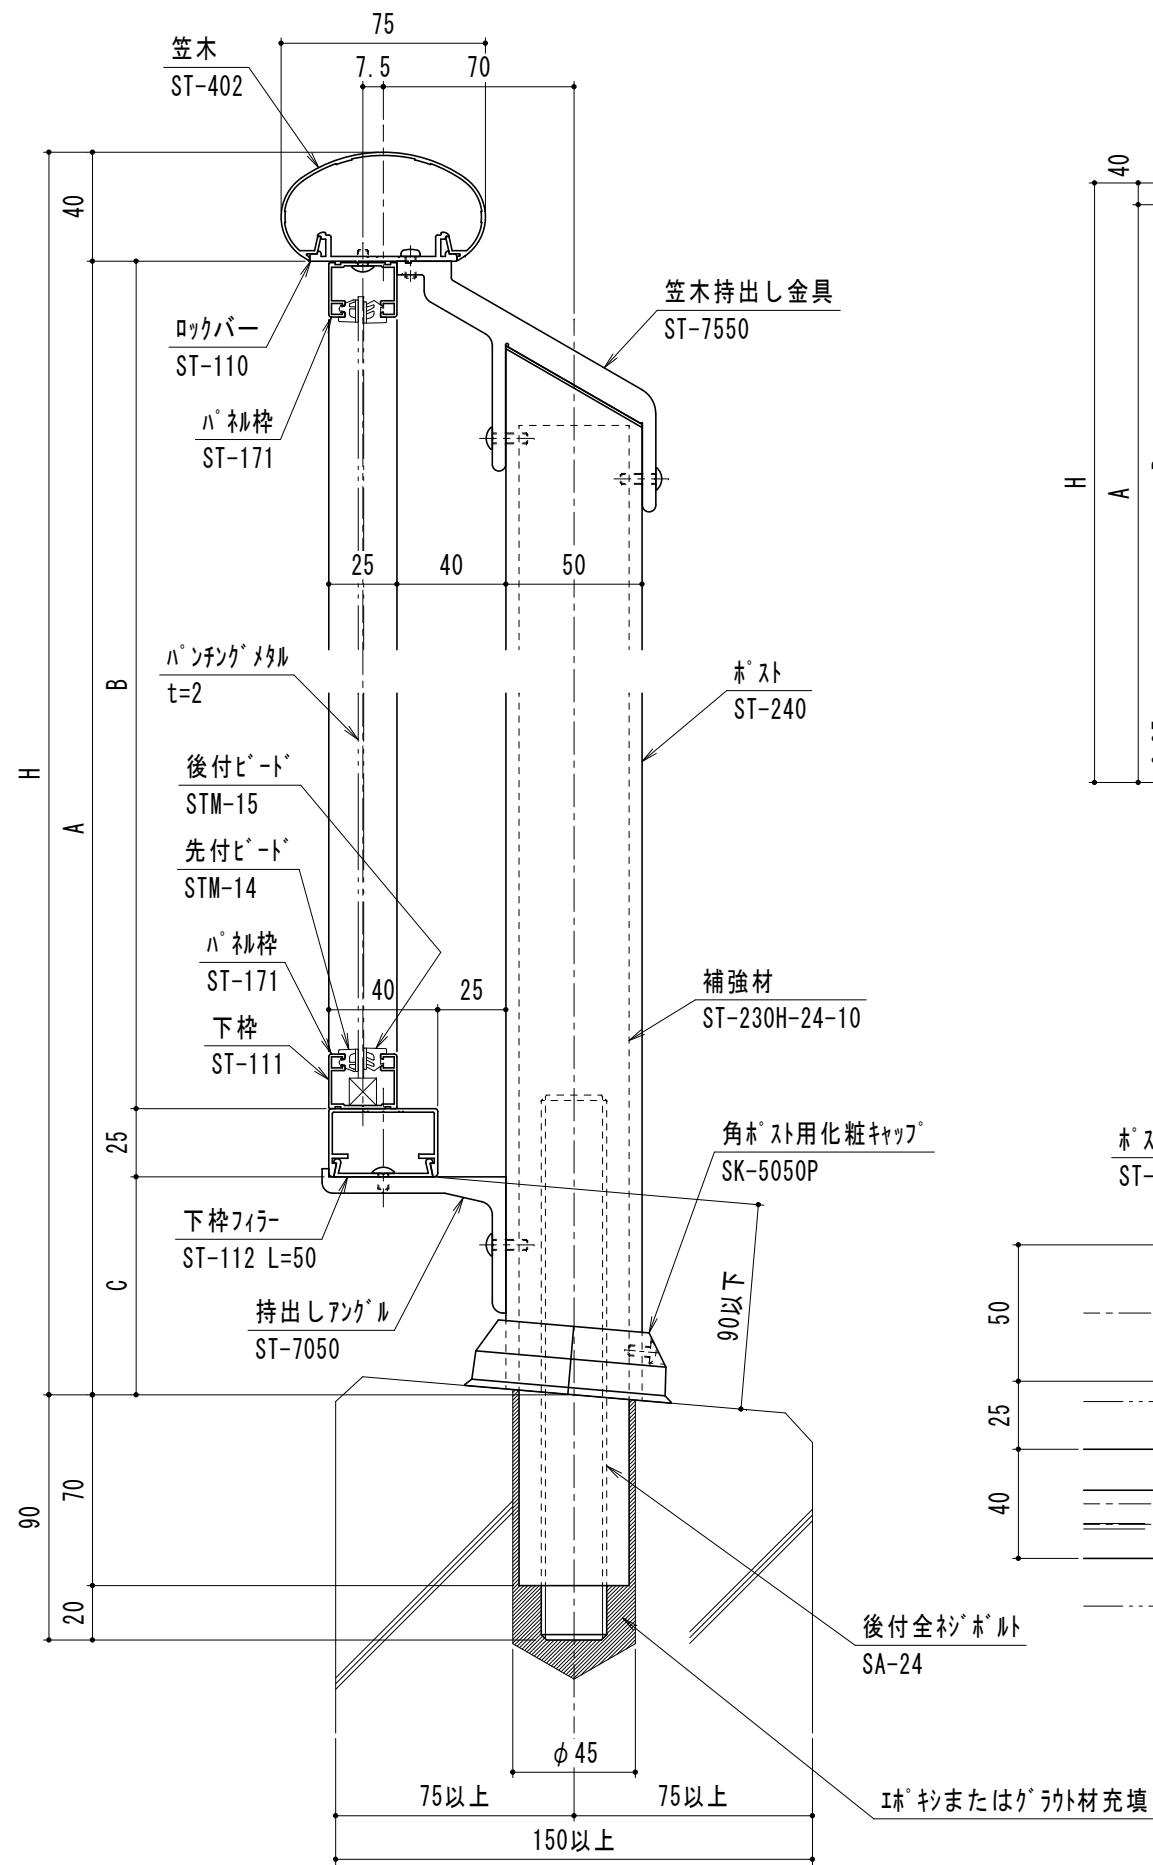 75
7.5
70
笠木
ST-402
40
40
笠木持出し金具
ST-7550
ロックバー
ST-110
パネル枠
ST-171
H
A
25
40
50
パンチングメタル
t=2
B
ポスト
ST-240
後付ビード
STM-15
H
A
先付ビード
STM-14
パネル枠
ST-171
40
25
補強材
ST-230H-24-10
下枠
ST-111
25
角ポスト用化粧キャップ
SK-5050P
下枠フィラー
ST-112 L=50
C
持出しアングル
ST-7050
90以下
50
25
40
70
90
20
後付全ネジボルト
SA-24
φ45
75以上
75以上
エポキシまたはグラウト材充填
150以上